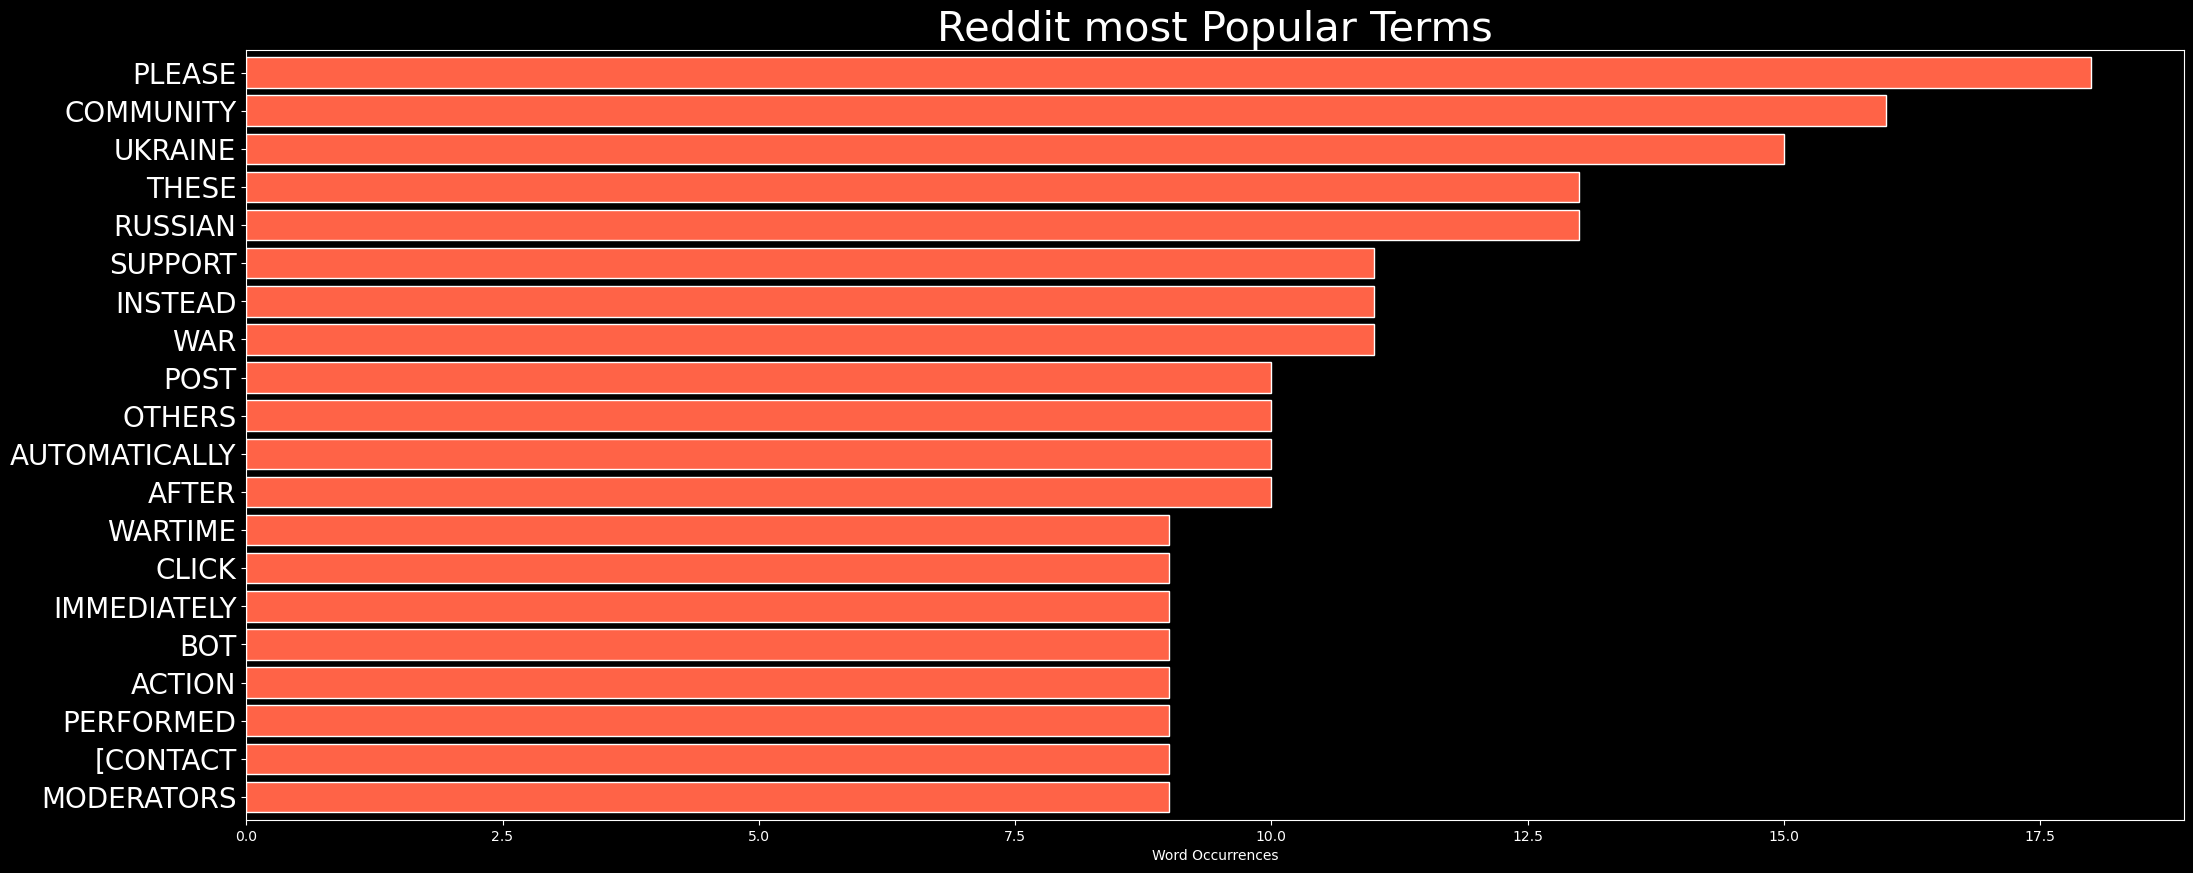 Reddit most Popular Terms
PLEASE
COMMUNITY
UKRAINE
THESE
RUSSIAN
SUPPORT
INSTEAD
WAR
POST
OTHERS
AUTOMATICALLY
AFTER
WARTIME
CLICK
IMMEDIATELY
BOT
ACTION
PERFORMED
[CONTACT
MODERATORS
0.0 2.5 5.0 7.5 10.0 12.5 15.0 17.5
Word Occurrences